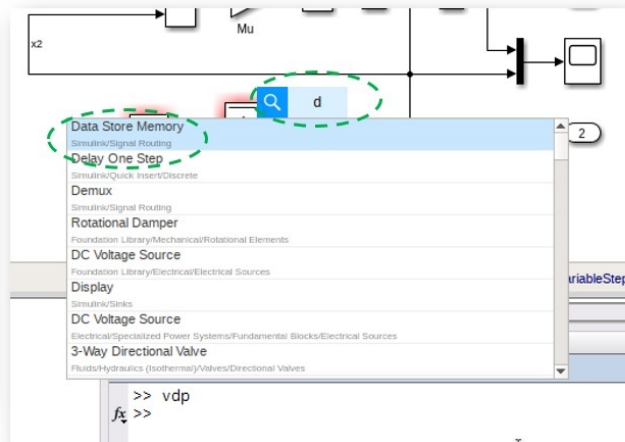 x2
Mu
d
Data Store Memory
Simulink/Signal Routing
Delay One Step
Simulink/Quick Insert/Discrete
Demux
Simulink/Signal Routing
Rotational Damper
Foundation Library/Mechanical/Rotational Elements
DC Voltage Source
Foundation Library/Electrical/Electrical Sources
Display
Simulink/Sinks
DC Voltage Source
Electrical/Specialized Power Systems/Fundamental Blocks/Electrical Sources
3-Way Directional Valve
Fluids/Hydraulics (Isothermal)/Valves/Directional Valves
2
riableStep
>> vdp
fx >>